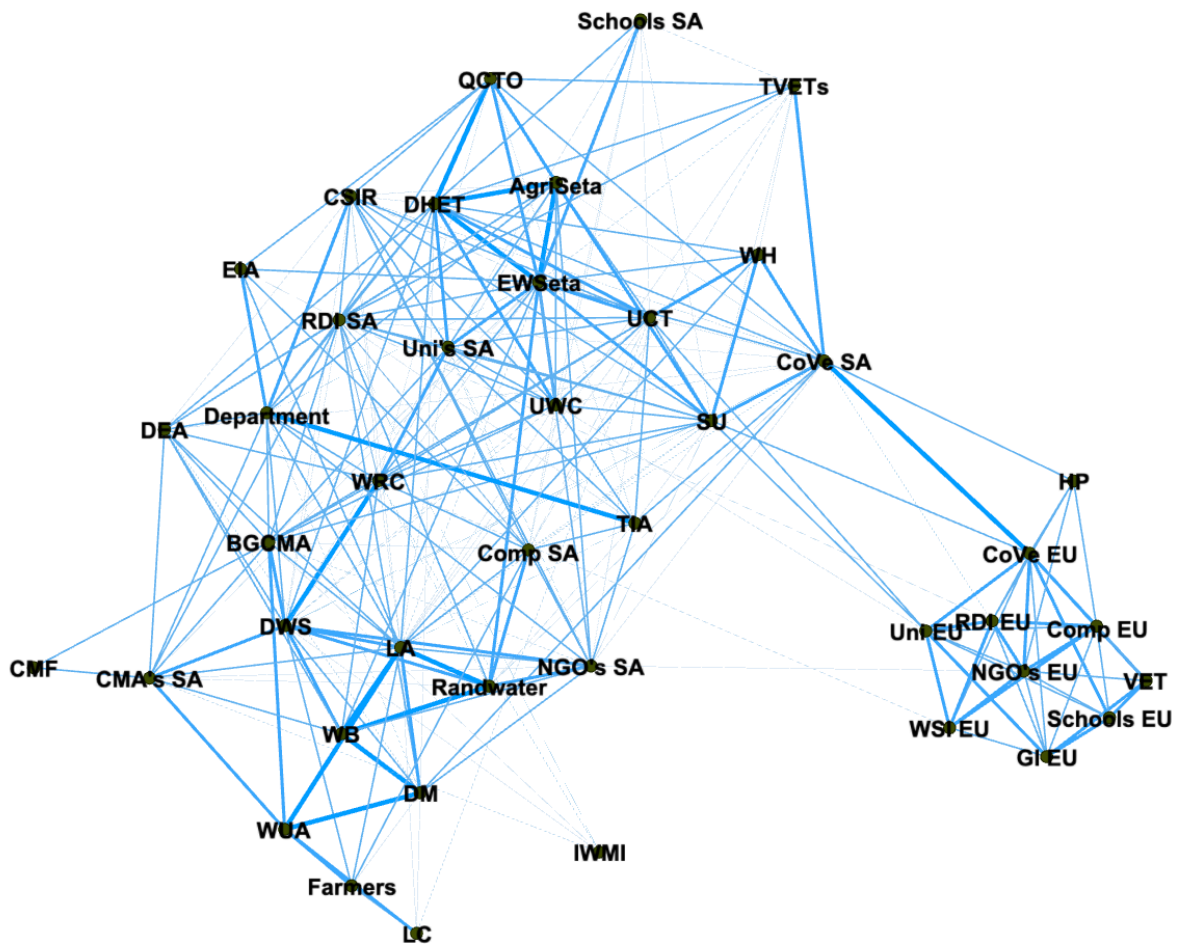 Schools SA
QCTO
TVETs
AgriSeta
CSIR
DHET
WH
EIA
EWSeta
RDI SA
UCT
Uni's SA
CoVe SA
UWC
Department
SU
DEA
WRC
HP
TIA
BGCMA
Comp SA
CoVe EU
DWS
RDI EU
Uni EU
Comp EU
LA
CMF
NGO's SA
NGO's EU
CMA's SA
Randwater
VET
Schools EU
WSI EU
WB
GI EU
DM
WUA
IWMI
Farmers
LC